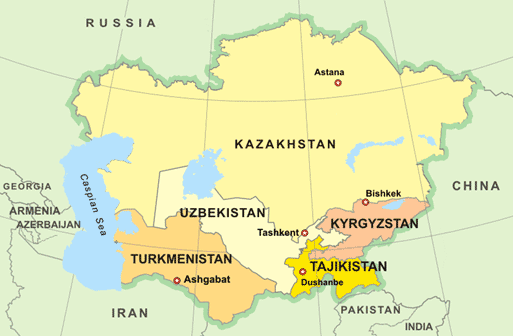 RUSSIA
Astana
KAZAKHSTAN
GEORGIA
Caspian Sea
Bishkek
CHINA
ARMENIA
UZBEKISTAN
KYRGYZSTAN
AZERBAIJAN
Tashkent
TURKMENISTAN
TAJIKISTAN
Ashgabat
Dushanbe
IRAN
PAKISTAN
INDIA